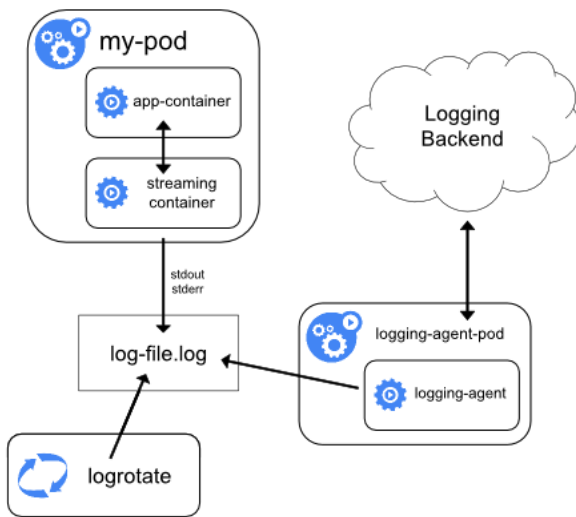 my-pod
app-container
streaming
container
Logging
Backend
stdout
stderr
log-file.log
logging-agent-pod
logging-agent
logrotate